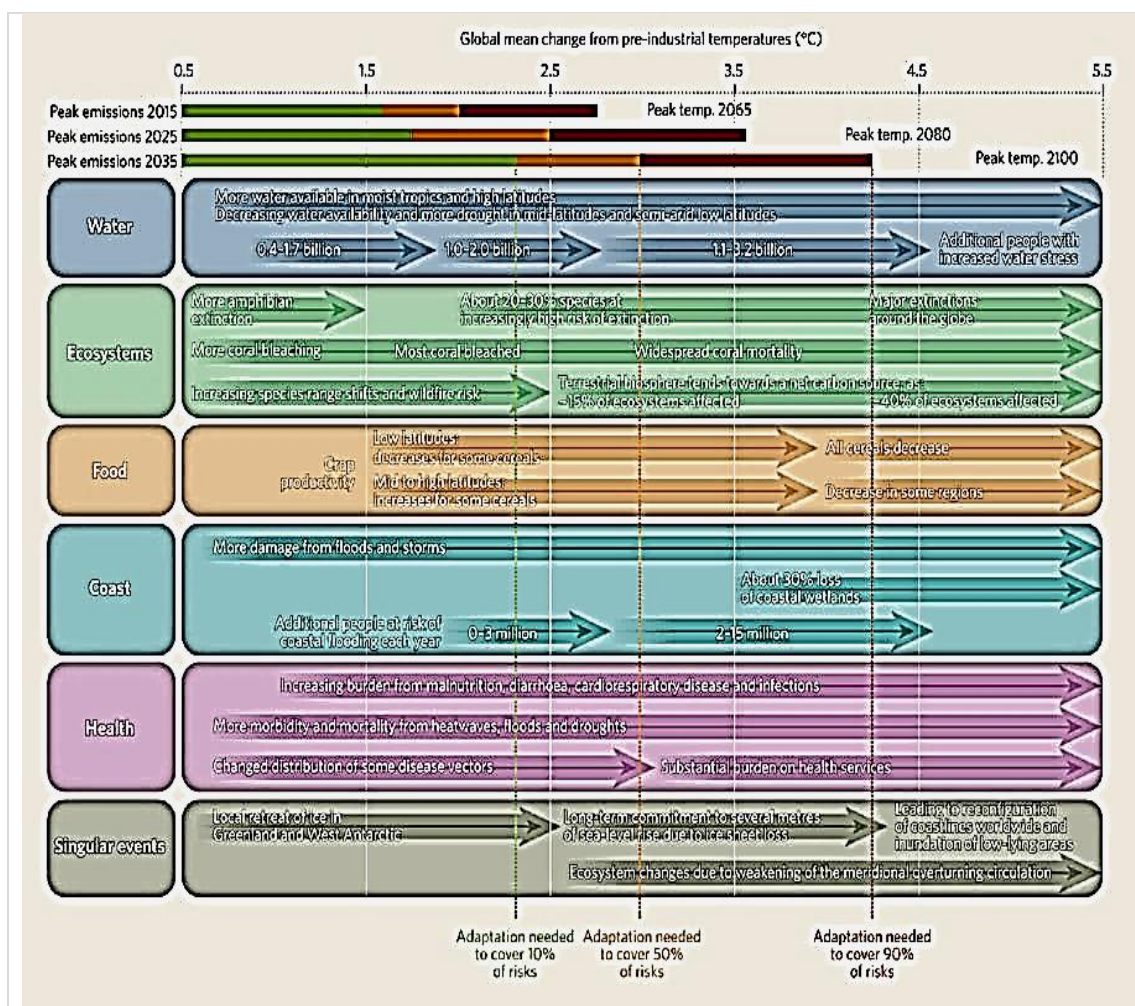 Global mean change from pre-industrial temperatures (°C)
0.5 1.5 2.5 3.5 4.5 5.5
Peak emissions 2015 Peak temp. 2065
Peak emissions 2025 Peak temp. 2080
Peak emissions 2035 Peak temp. 2100
Water
More water available in moist tropics and high latitudes
Decreasing water availability and more drought in mid-latitudes and semi-arid low latitudes
0.4–1.7 billion 1.0–2.0 billion 1.1–3.2 billion
Additional people with
increased water stress
Ecosystems
More amphibian
extinction
About 20–30% species at
increasingly high risk of extinction
Major extinctions
around the globe
More coral bleaching Most coral bleached Widespread coral mortality
Increasing species range shifts and wildfire risk
Terrestrial biosphere tends towards a net carbon source, as
~15% of ecosystems affected ~40% of ecosystems affected
Food
Crop
productivity
Low latitudes:
decreases for some cereals
All cereals decrease
Mid to high latitudes:
increases for some cereals
Decrease in some regions
Coast
More damage from floods and storms
About 30% loss
of coastal wetlands
Additional people at risk of
coastal flooding each year
0–3 million 2–15 million
Health
Increasing burden from malnutrition, diarrhoea, cardiorespiratory disease and infections
More morbidity and mortality from heatwaves, floods and droughts
Changed distribution of some disease vectors Substantial burden on health services
Singular events
Local retreat of ice in
Greenland and West Antarctic
Long-term commitment to several metres
of sea-level rise due to ice sheet loss
Leading to reconfiguration
of coastlines worldwide and
inundation of low-lying areas
Ecosystem changes due to weakening of the meridional overturning circulation
Adaptation needed
to cover 10%
of risks
Adaptation needed
to cover 50%
of risks
Adaptation needed
to cover 90%
of risks